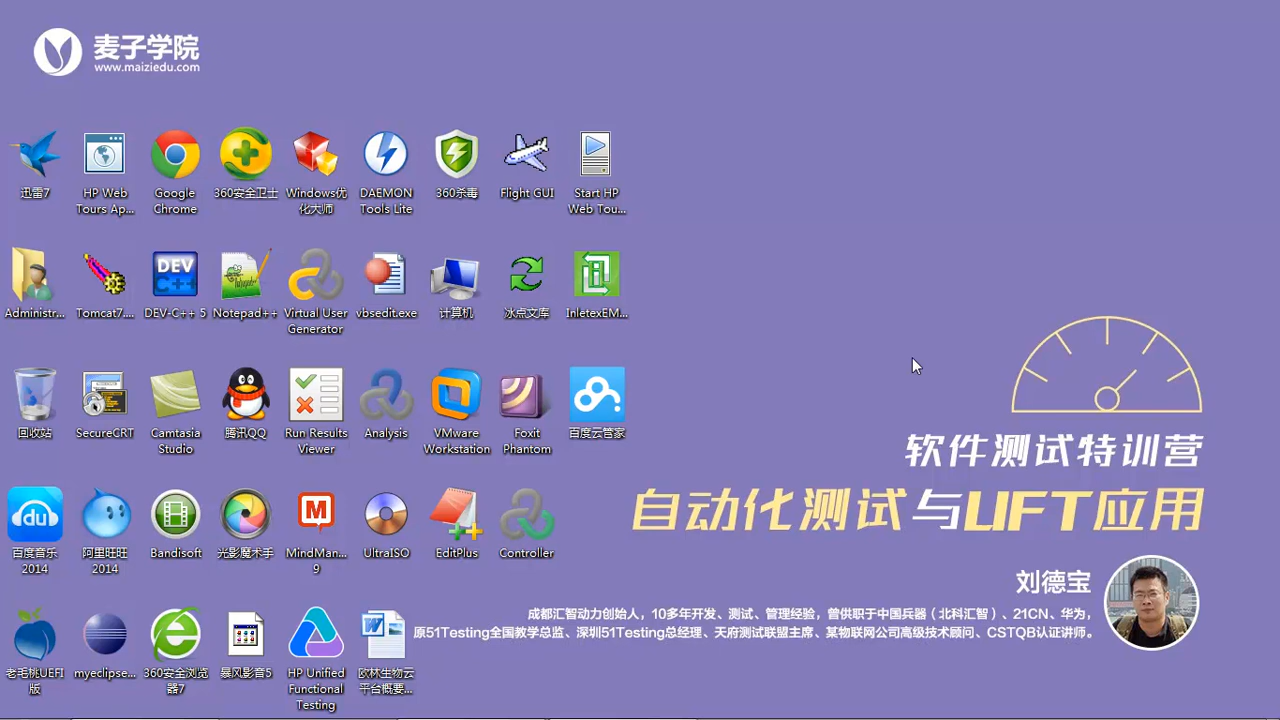 麦子学院
www.maiziedu.com
迅雷7
HP Web
Tours Ap...
Google
Chrome
360安全卫士
Windows优
化大师
DAEMON
Tools Lite
360杀毒
Flight GUI
Start HP
Web Tou...
Administr...
Tomcat7....
DEV-C++ 5
Notepad++
Virtual User
Generator
vbsedit.exe
计算机
冰点文库
InletexEM...
回收站
SecureCRT
Camtasia
Studio
腾讯QQ
Run Results
Viewer
Analysis
VMware
Workstation
Foxit
Phantom
百度云管家
百度音乐
2014
阿里旺旺
2014
Bandisoft
光影魔术手
MindMan...
9
UltraISO
EditPlus
Controller
老毛桃UEFI
版
myeclipse...
360安全浏览
器7
暴风影音5
HP Unified
Functional
Testing
欧林生物云
平台概要...
软件测试特训营
自动化测试与UFT应用
刘德宝
成都汇智动力创始人，10多年开发、测试、管理经验，曾供职于中国兵器（北科汇智）、21CN、华为，
原51Testing全国教学总监、深圳51Testing总经理、天府测试联盟主席、某物联网公司高级技术顾问、CSTQB认证讲师。